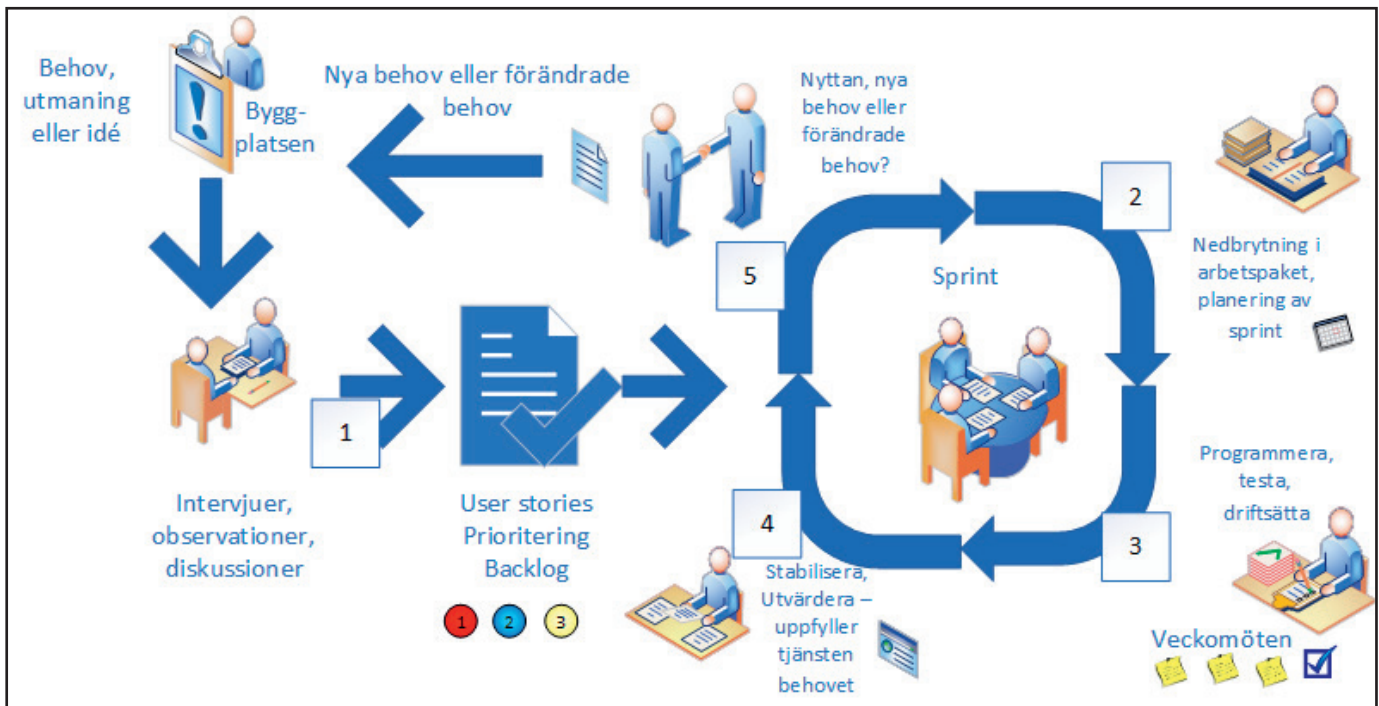 Behov,
utmaning
eller idé
Bygg-
platsen
Nya behov eller förändrade
behov
Nyttan, nya
behov eller
förändrade
behov?
2
Nedbrytning i
arbetspaket,
planering av
sprint
5
Sprint
1
Intervjuer,
observationer,
diskussioner
User stories
Prioritering
Backlog
1 2 3
4
Stabilisera,
Utvärdera –
uppfyller
tjänsten
behovet
3
Programmera,
testa,
driftsätta
Veckomöten